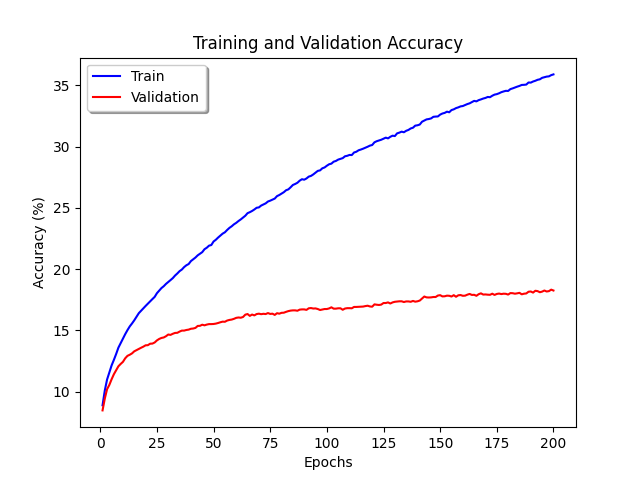 Training and Validation Accuracy
Train
Validation
Accuracy (%)
35
30
25
20
15
10
0 25 50 75 100 125 150 175 200
Epochs